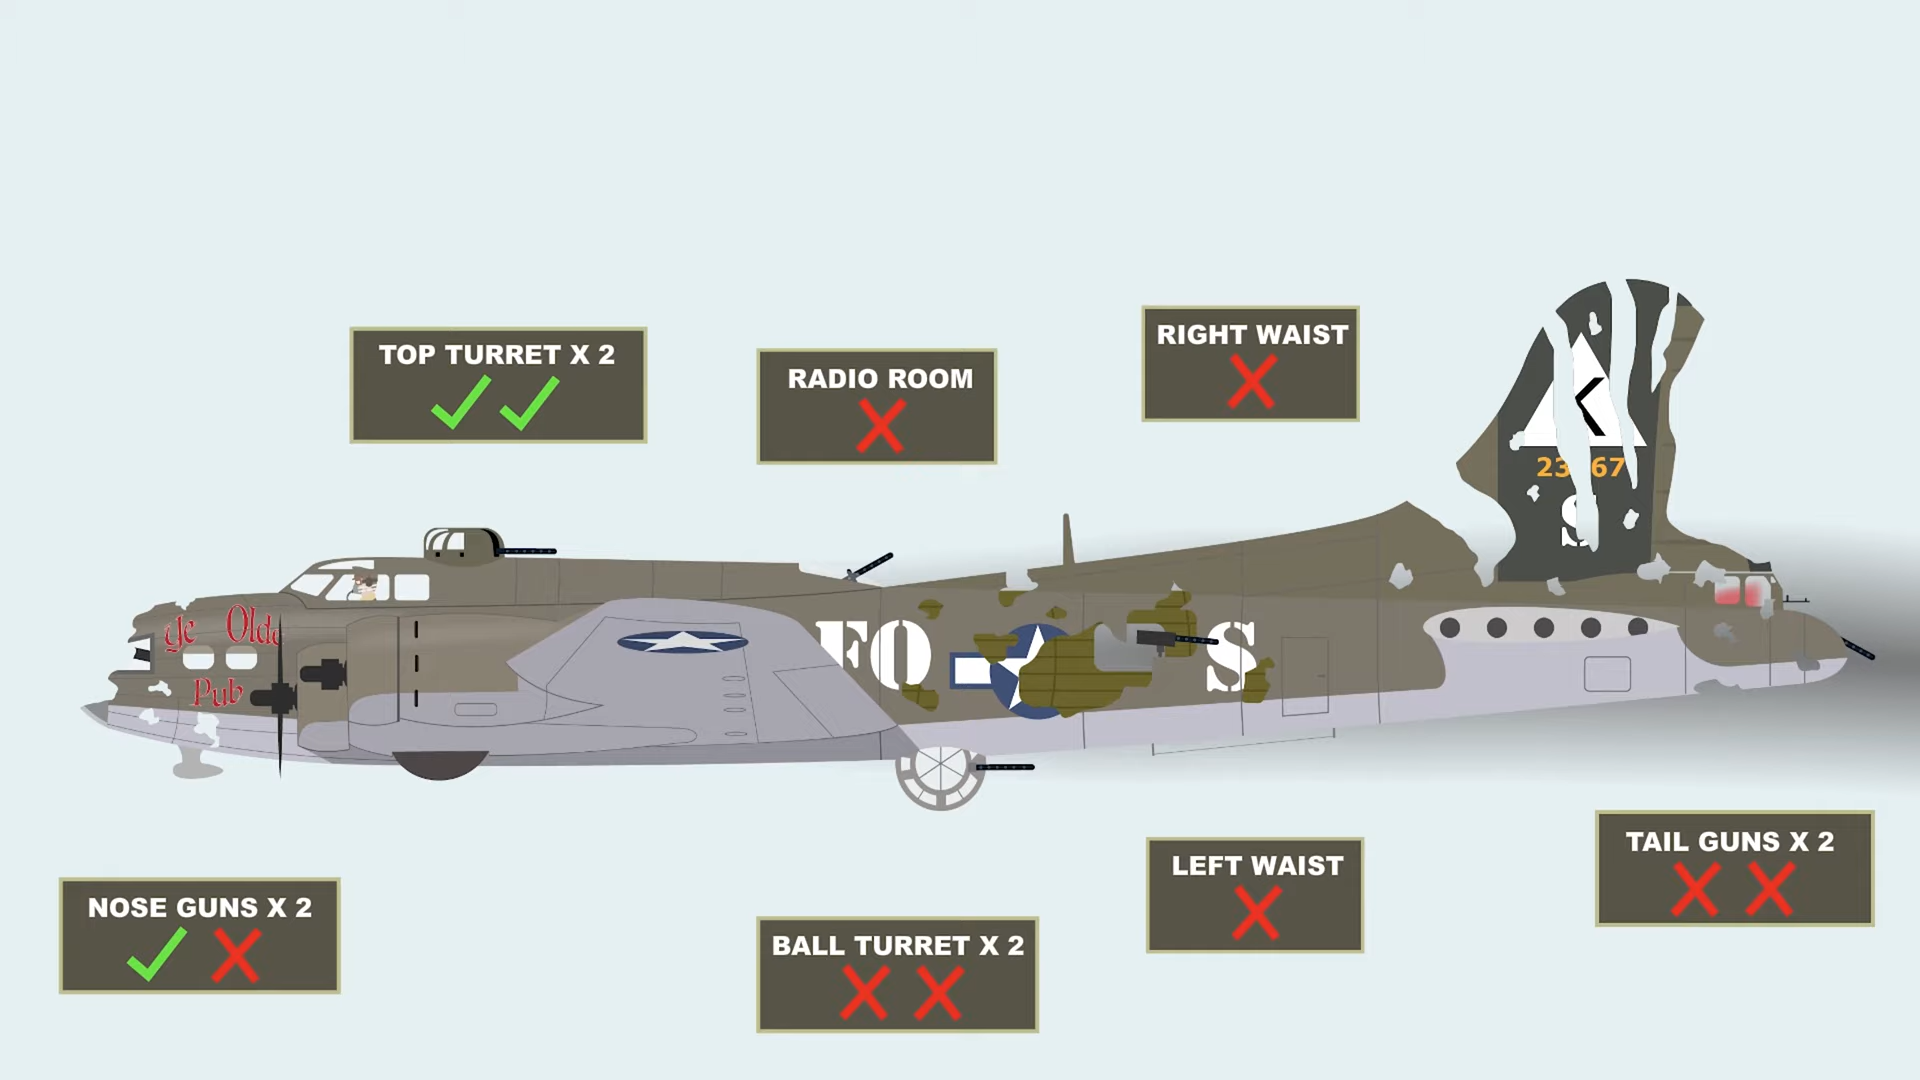 TOP TURRET X 2
RADIO ROOM
RIGHT WAIST
K
23 67
S
Ye Olde
Pub
FO S
NOSE GUNS X 2
BALL TURRET X 2
LEFT WAIST
TAIL GUNS X 2